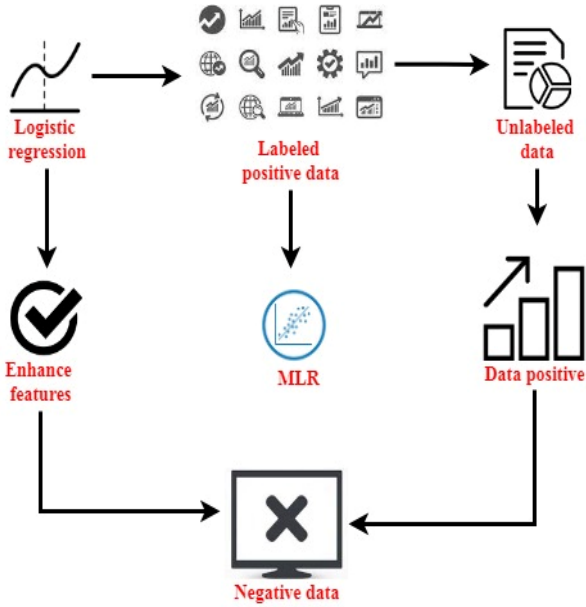 Logistic
regression
Labeled
positive data
Unlabeled
data
Enhance
features
MLR
Data positive
Negative data